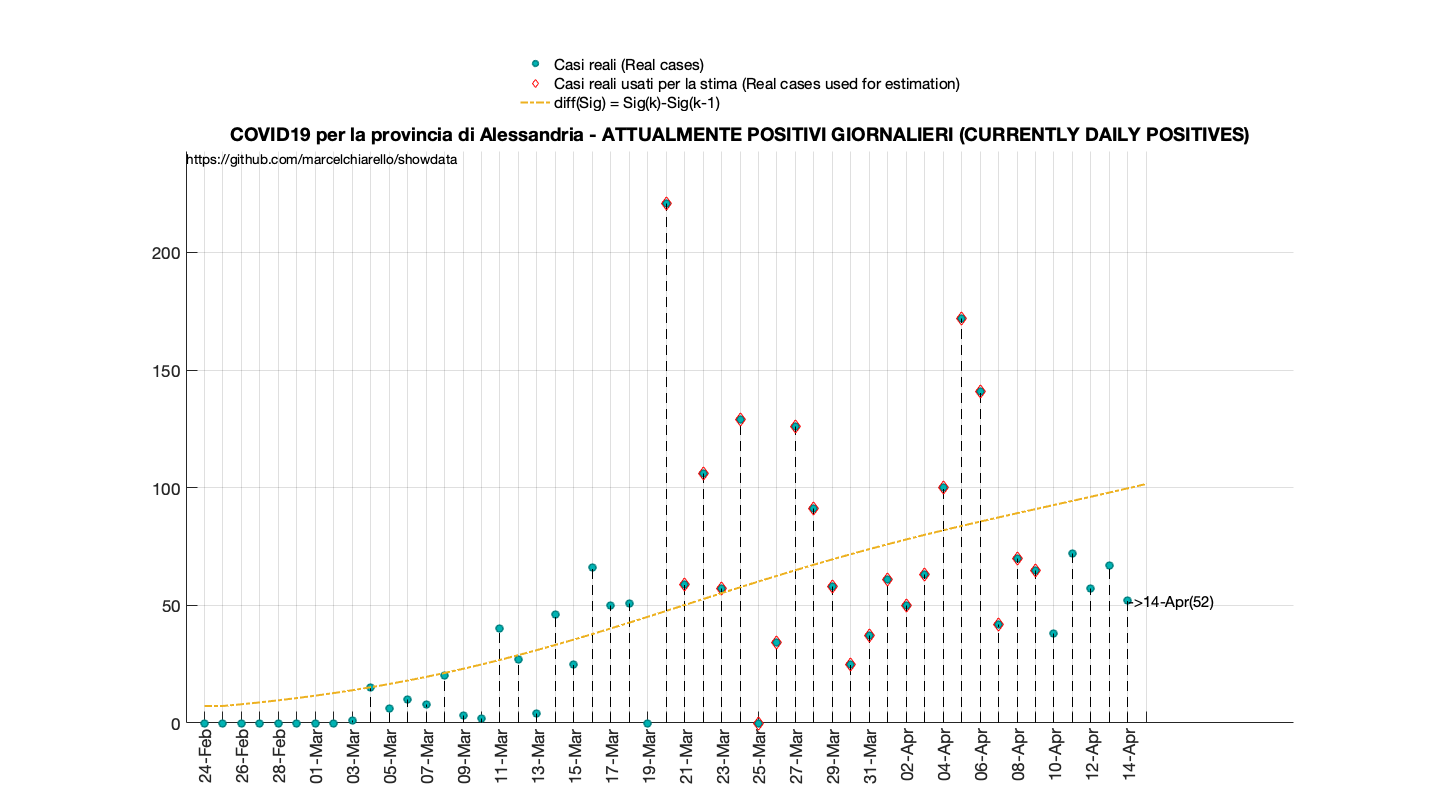 Casi reali (Real cases)
Casi reali usati per la stima (Real cases used for estimation)
diff(Sig) = Sig(k)-Sig(k-1)
COVID19 per la provincia di Alessandria - ATTUALMENTE POSITIVI GIORNALIERI (CURRENTLY DAILY POSITIVES)
https://github.com/marcelchiarello/showdata
200
150
100
50
0
->14-Apr(52)
24-Feb
26-Feb
28-Feb
01-Mar
03-Mar
05-Mar
07-Mar
09-Mar
11-Mar
13-Mar
15-Mar
17-Mar
19-Mar
21-Mar
23-Mar
25-Mar
27-Mar
29-Mar
31-Mar
02-Apr
04-Apr
06-Apr
08-Apr
10-Apr
12-Apr
14-Apr